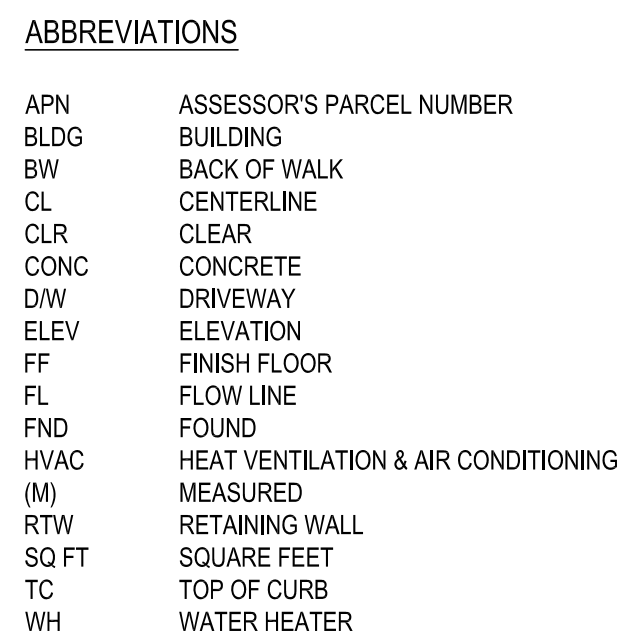 ABBREVIATIONS
APN ASSESSOR'S PARCEL NUMBER
BLDG BUILDING
BW BACK OF WALK
CL CENTERLINE
CLR CLEAR
CONC CONCRETE
D/W DRIVEWAY
ELEV ELEVATION
FF FINISH FLOOR
FL FLOW LINE
FND FOUND
HVAC HEAT VENTILATION & AIR CONDITIONING
(M) MEASURED
RTW RETAINING WALL
SQ FT SQUARE FEET
TC TOP OF CURB
WH WATER HEATER